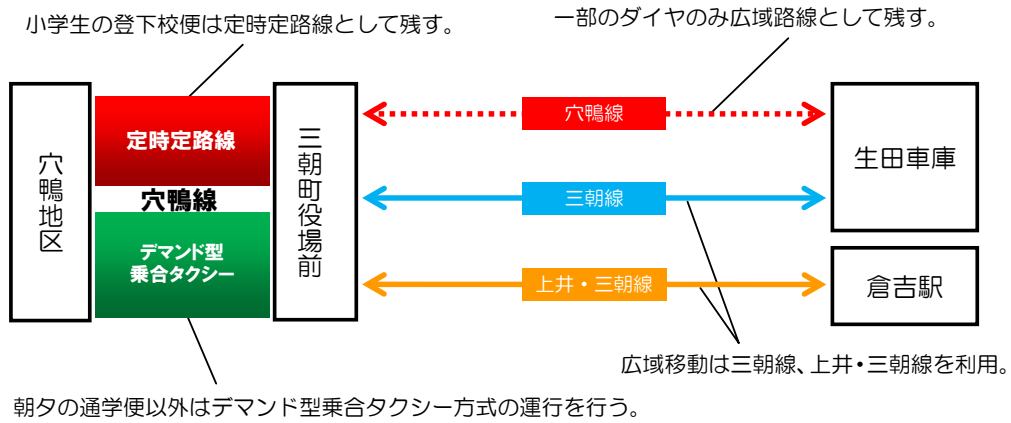 小学生の登下校便は定時定路線として残す。
一部のダイヤのみ広域路線として残す。
穴鴨地区
定時定路線
穴鴨線
デマンド型
乗合タクシー
三朝町役場前
穴鴨線
三朝線
上井・三朝線
生田車庫
倉吉駅
広域移動は三朝線、上井・三朝線を利用。
朝夕の通学便以外はデマンド型乗合タクシー方式の運行を行う。